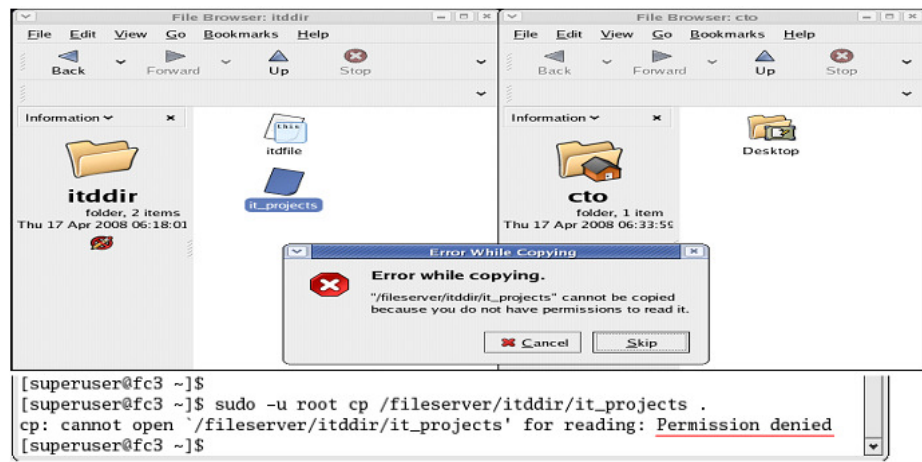 File Browser: itddir
File Edit View Go Bookmarks Help
Back Forward Up Stop
Information
itddir
folder, 2 items
Thu 17 Apr 2008 06:18:01
itdfile
it_projects
File Browser: cto
File Edit View Go Bookmarks Help
Back Forward Up Stop
Information
cto
folder, 1 item
Thu 17 Apr 2008 06:33:59
Desktop
Error While Copying
Error while copying.
"/fileserver/itddir/it_projects" cannot be copied
because you do not have permissions to read it.
Cancel Skip
[superuser@fc3 ~]$
[superuser@fc3 ~]$ sudo -u root cp /fileserver/itddir/it_projects .
cp: cannot open `/fileserver/itddir/it_projects' for reading: Permission denied
[superuser@fc3 ~]$